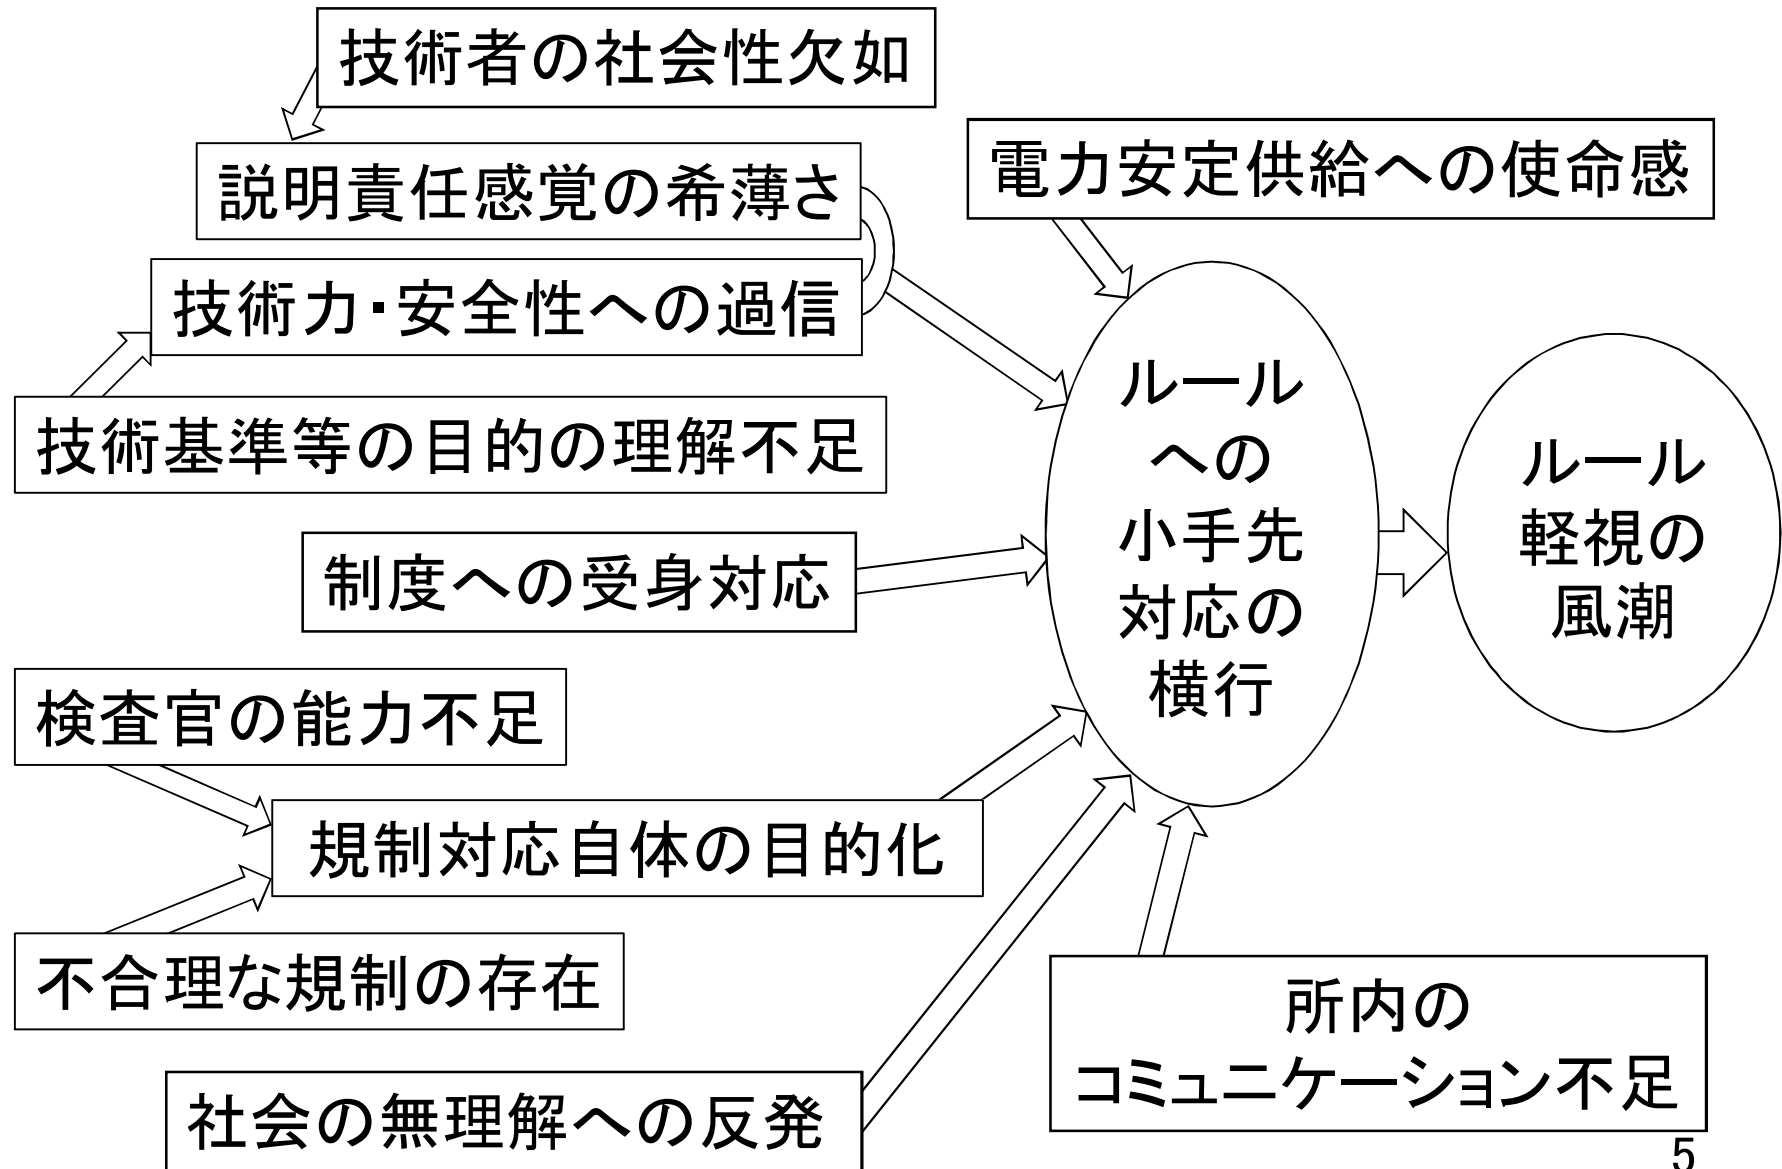 技術者の社会性欠如
説明責任感覚の希薄さ
技術力・安全性への過信
技術基準等の目的の理解不足
制度への受身対応
検査官の能力不足
規制対応自体の目的化
不合理な規制の存在
社会の無理解への反発
電力安定供給への使命感
ルール
への
小手先
対応の
横行
ルール
軽視の
風潮
所内の
コミュニケーション不足
5